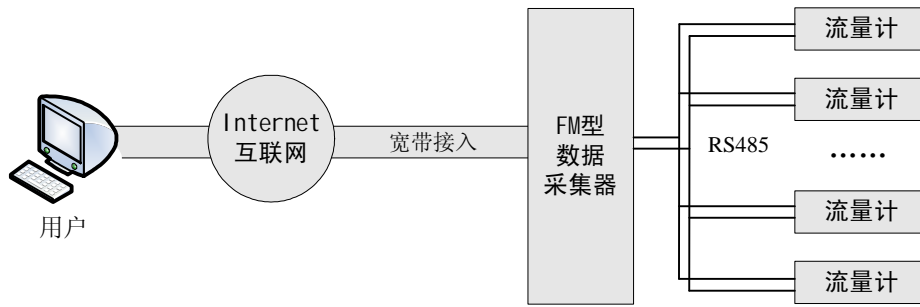 用户
Internet
互联网
宽带接入
FM型
数据
采集器
RS485
流量计
流量计
……
流量计
流量计